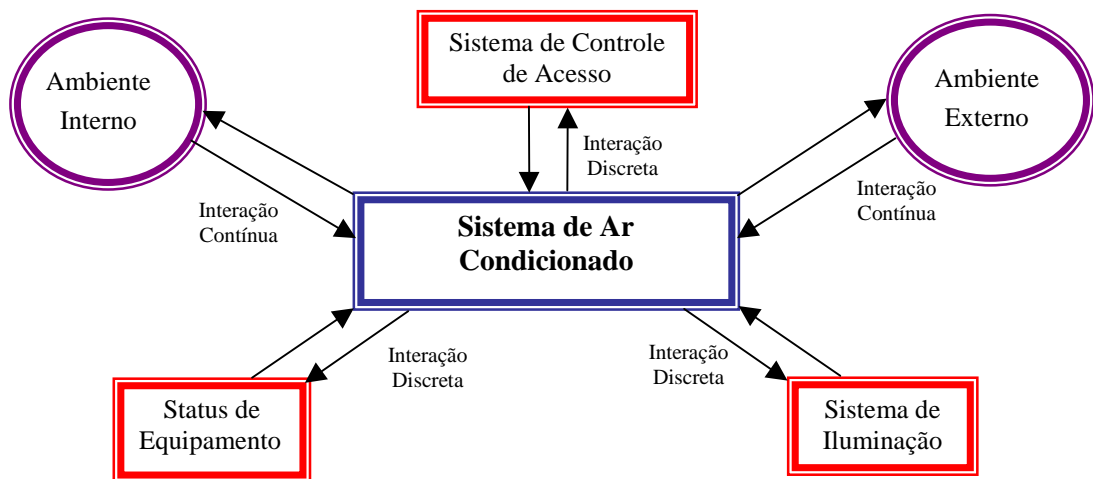 Sistema de Controle
de Acesso
Ambiente
Interno
Ambiente
Externo
Interação
Discreta
Interação
Contínua
Interação
Contínua
Sistema de Ar
Condicionado
Interação
Discreta
Interação
Discreta
Status de
Equipamento
Sistema de
Iluminação